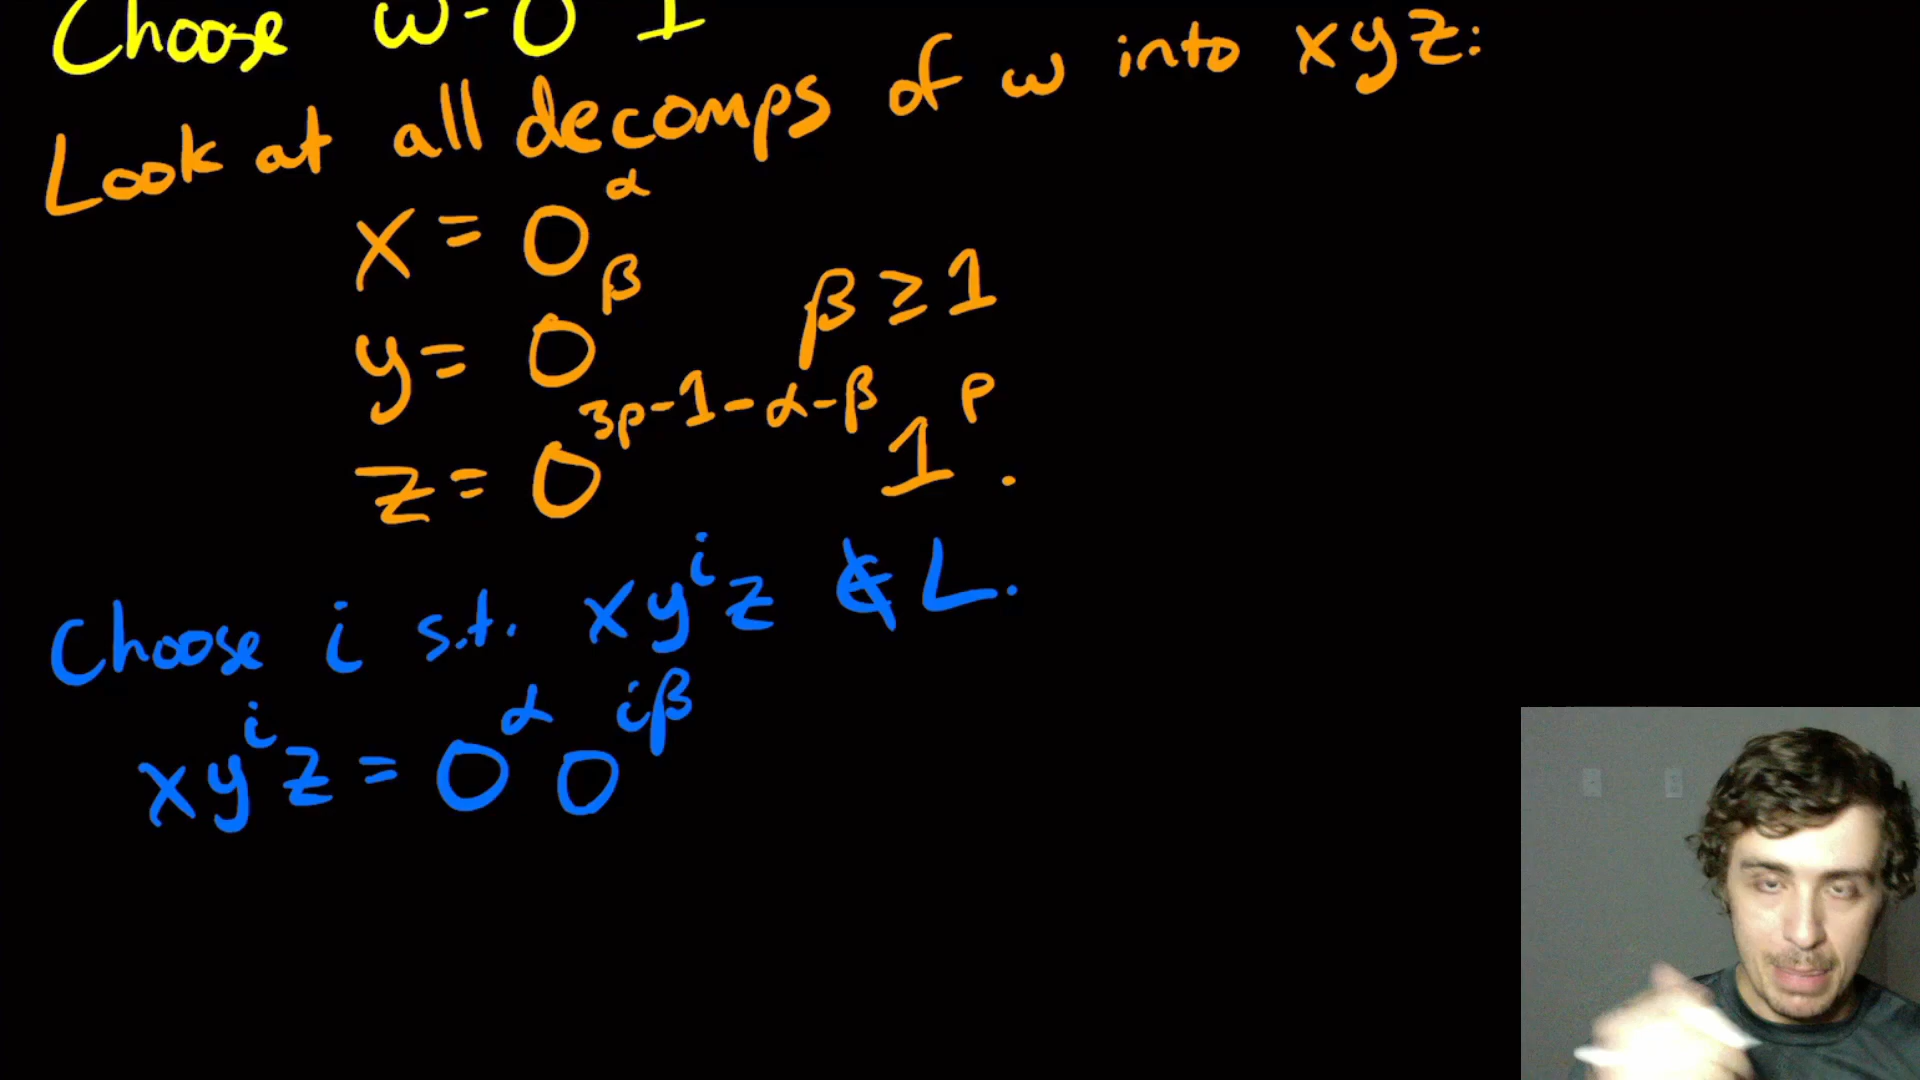 Choose w=0 1
Look at all decomps of w into xyz:
x = 0^α
y = 0^β β ≥ 1
z = 0^{3p-1-α-β} 1^p.
Choose i s.t. xy^i z ∉ L.
xy^i z = 0^α 0^{iβ}